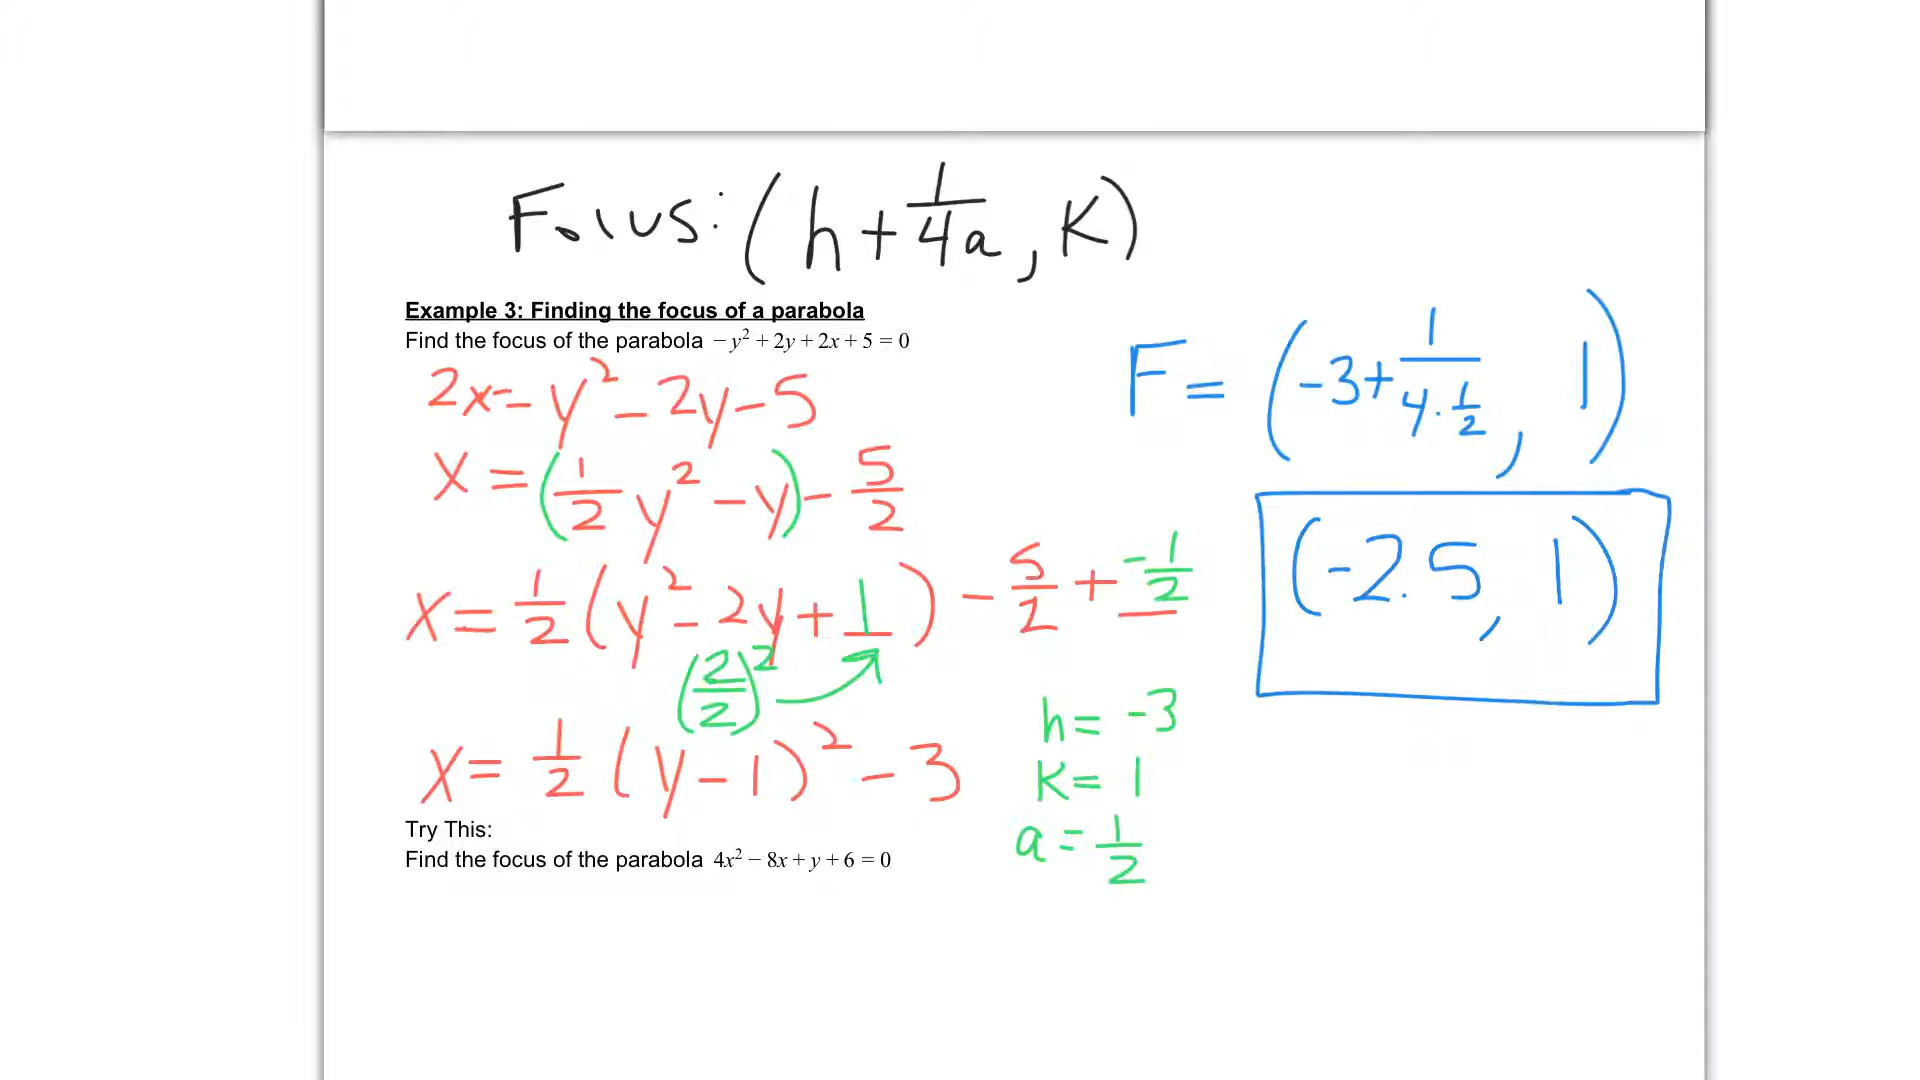 Focus: (h + 1/4a, K)
Example 3: Finding the focus of a parabola
Find the focus of the parabola −y² + 2y + 2x + 5 = 0
2x = y² − 2y − 5
x = (1/2 y² − y) − 5/2
x = 1/2 (y² − 2y + 1) − 5/2 + −1/2
(2/2)²
x = 1/2 (y − 1)² − 3
h = −3
K = 1
a = 1/2
F = (−3 + 1/(4·1/2), 1)
(−2.5, 1)
Try This:
Find the focus of the parabola 4x² − 8x + y + 6 = 0